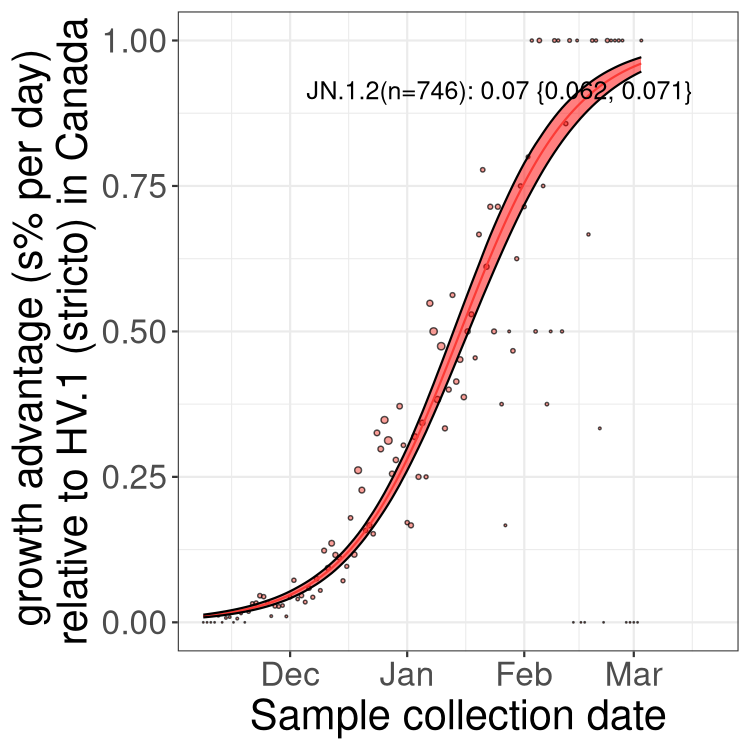 growth advantage (s% per day)
relative to HV.1 (stricto) in Canada
1.00
0.75
0.50
0.25
0.00
JN.1.2(n=746): 0.07 {0.062, 0.071}
Dec Jan Feb Mar
Sample collection date